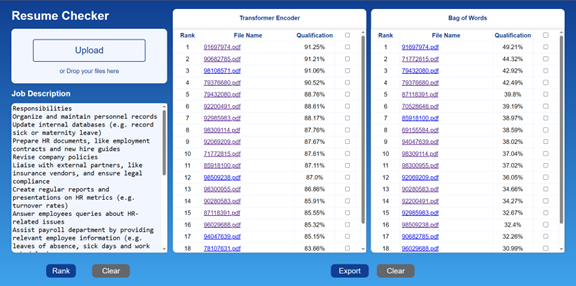 Resume Checker
Upload
or Drop your files here
Job Description
Responsibilities
Organize and maintain personnel records
Update internal databases (e.g. record
sick or maternity leave)
Prepare HR documents, like employment
contracts and new hire guides
Revise company policies
Liaise with external partners, like
insurance vendors, and ensure legal
compliance
Create regular reports and
presentations on HR metrics (e.g.
turnover rates)
Answer employees queries about HR-
related issues
Assist payroll department by providing
relevant employee information (e.g.
leaves of absence, sick days and work
Rank Clear
Transformer Encoder
Rank File Name Qualification
1 91697974.pdf 91.25%
2 90682785.pdf 91.21%
3 98108571.pdf 91.06%
4 79376680.pdf 90.52%
5 79432080.pdf 88.76%
6 92200491.pdf 88.61%
7 92985983.pdf 88.17%
8 98309114.pdf 87.76%
9 92069209.pdf 87.67%
10 71772815.pdf 87.61%
11 85918100.pdf 87.11%
12 98509238.pdf 87.0%
13 98300955.pdf 86.86%
14 90280583.pdf 85.91%
15 87118391.pdf 85.55%
16 96029688.pdf 85.32%
17 94047639.pdf 85.15%
18 78107631.pdf 83.66%
Bag of Words
Rank File Name Qualification
1 91697974.pdf 49.21%
2 71772815.pdf 44.32%
3 79432080.pdf 42.92%
4 79376680.pdf 42.49%
5 87118391.pdf 39.8%
6 70528646.pdf 39.19%
7 85918100.pdf 38.97%
8 69155584.pdf 38.59%
9 94047639.pdf 38.02%
10 98309114.pdf 37.04%
11 98300955.pdf 37.02%
12 92069209.pdf 36.05%
13 90280583.pdf 34.66%
14 92200491.pdf 34.27%
15 92985983.pdf 32.67%
16 98509238.pdf 32.4%
17 90682785.pdf 32.26%
18 96029688.pdf 30.99%
Export Clear